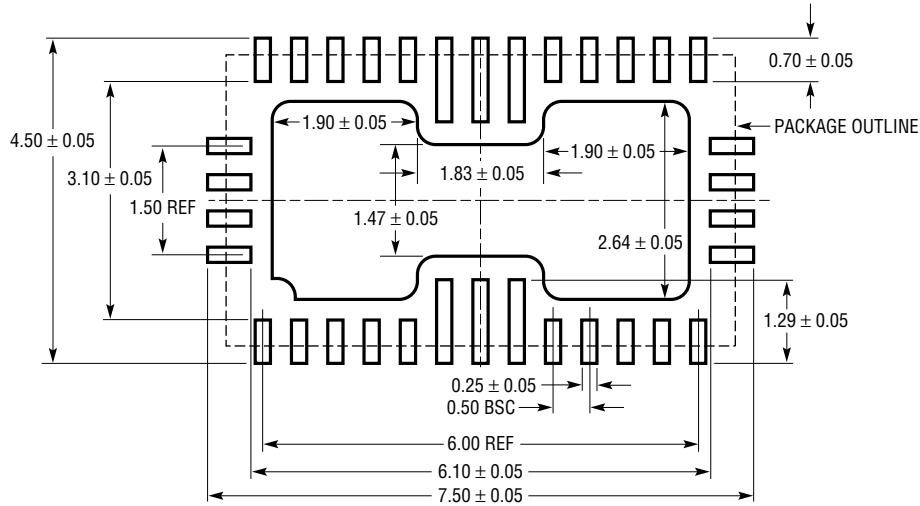 0.70 ± 0.05
1.90 ± 0.05
PACKAGE OUTLINE
4.50 ± 0.05
1.90 ± 0.05
1.83 ± 0.05
3.10 ± 0.05
1.50 REF
1.47 ± 0.05
2.64 ± 0.05
1.29 ± 0.05
0.25 ± 0.05
0.50 BSC
6.00 REF
6.10 ± 0.05
7.50 ± 0.05